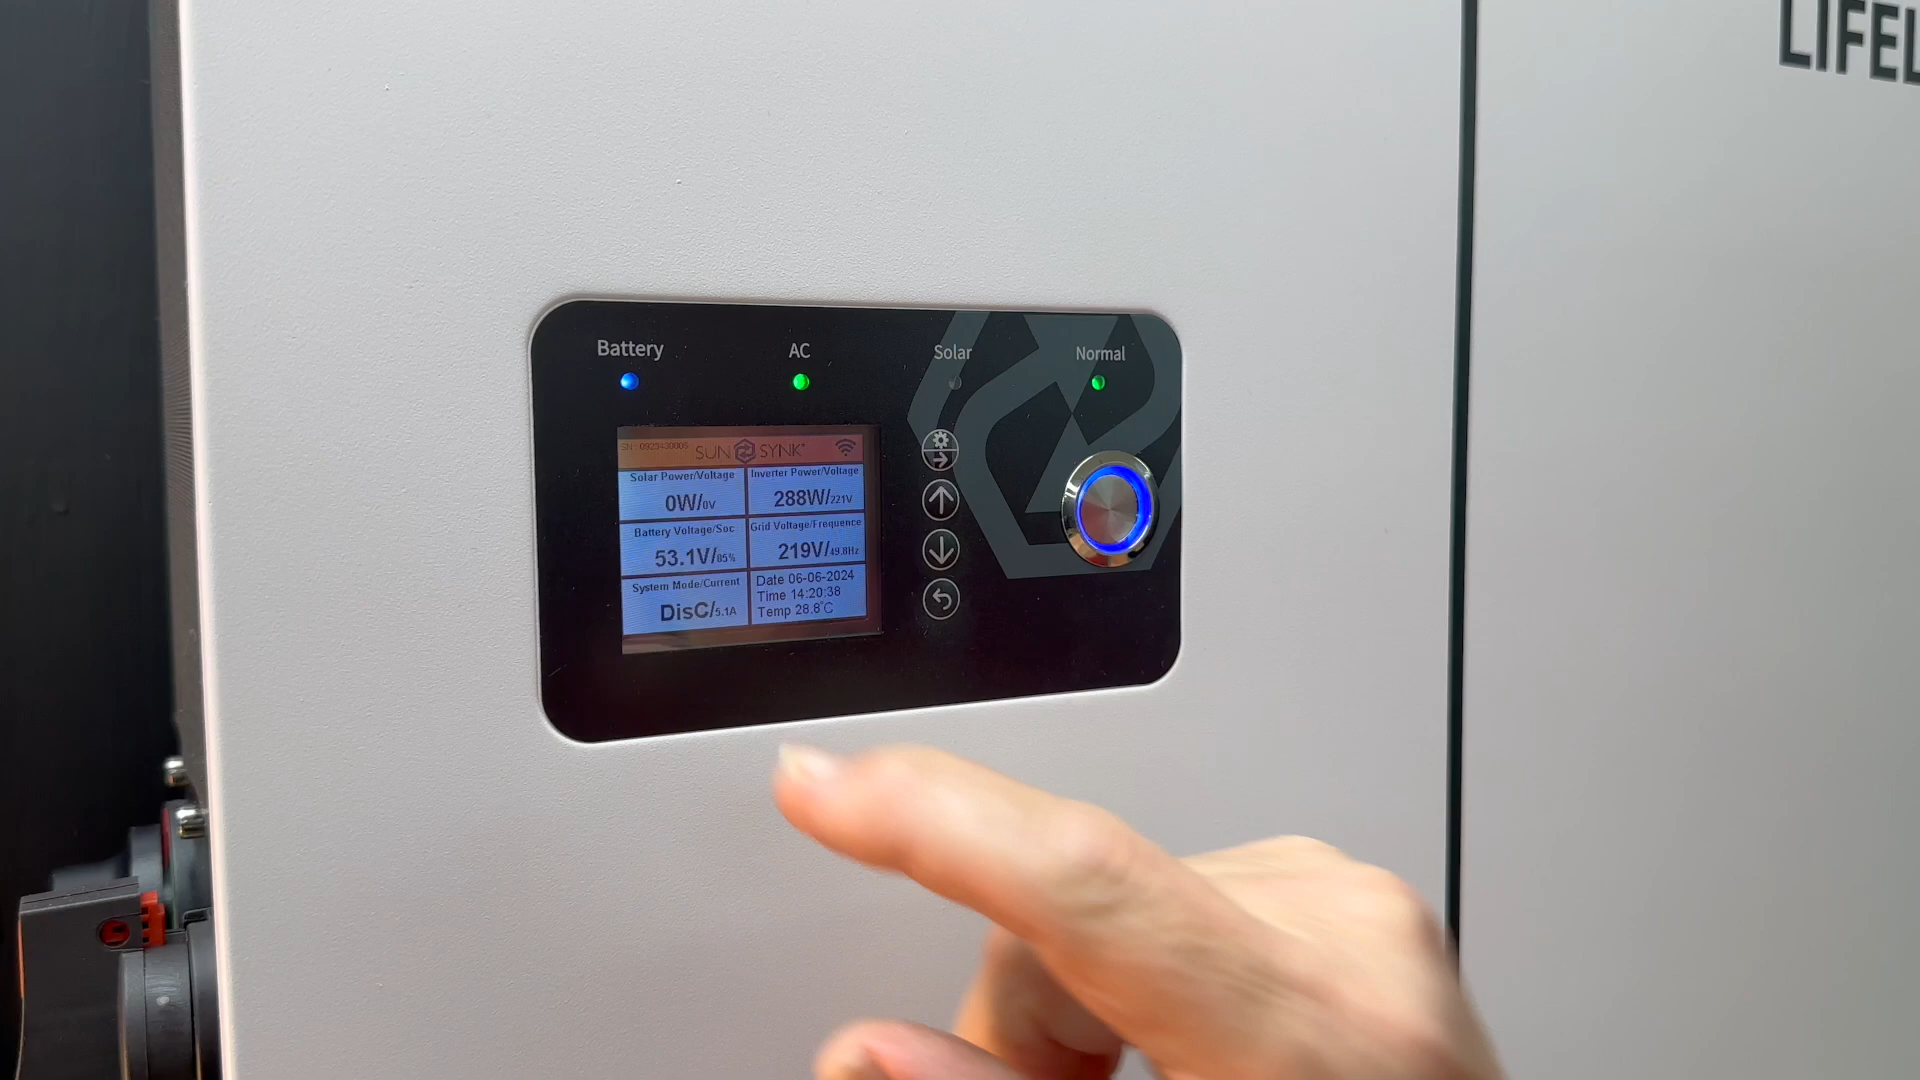 LIFEL
Battery
AC
Solar
Normal
SUN SYNK
Solar Power/Voltage
0W/0V
Inverter Power/Voltage
288W/221V
Battery Voltage/Soc
53.1V/85%
Grid Voltage/Frequence
219V/49.8Hz
System Mode/Current
DisC/5.1A
Date 06-06-2024
Time 14:20:38
Temp 28.8°C